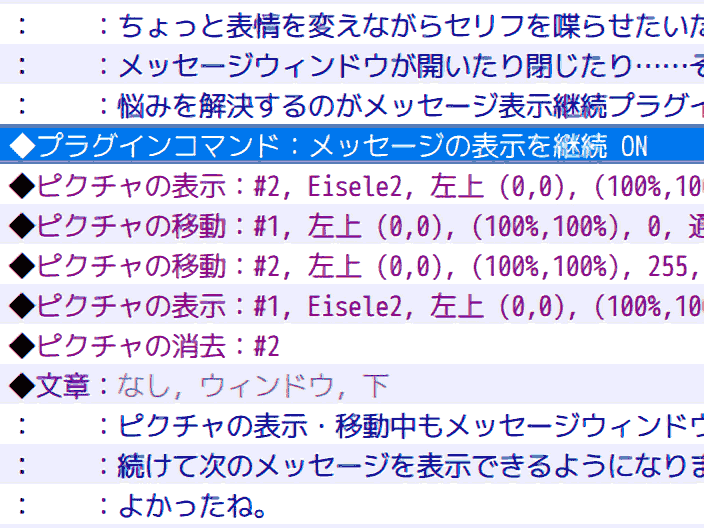 ： ：ちょっと表情を変えながらセリフを喋らせたいた
： ：メッセージウィンドウが開いたり閉じたり……そ
： ：悩みを解決するのがメッセージ表示継続プラグイ
◆プラグインコマンド：メッセージの表示を継続 ON
◆ピクチャの表示：#2, Eisele2, 左上 (0,0), (100%,10
◆ピクチャの移動：#1, 左上 (0,0), (100%,100%), 0, 通
◆ピクチャの移動：#2, 左上 (0,0), (100%,100%), 255,
◆ピクチャの表示：#1, Eisele2, 左上 (0,0), (100%,10
◆ピクチャの消去：#2
◆文章：なし, ウィンドウ, 下
： ：ピクチャの表示・移動中もメッセージウィンドウ
： ：続けて次のメッセージを表示できるようになりま
： ：よかったね。